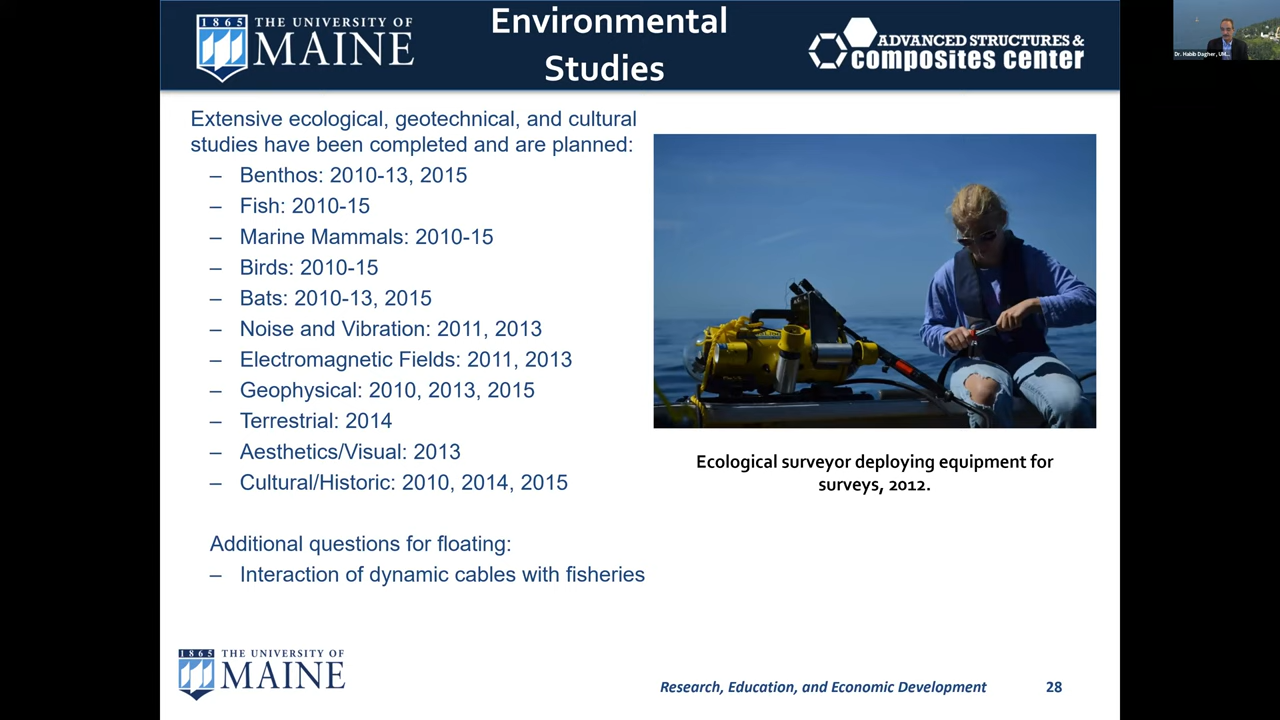 1865 THE UNIVERSITY OF
MAINE
Environmental
Studies
ADVANCED STRUCTURES &
composites center
Dr. Habib Dagher, UM...
Extensive ecological, geotechnical, and cultural
studies have been completed and are planned:
– Benthos: 2010-13, 2015
– Fish: 2010-15
– Marine Mammals: 2010-15
– Birds: 2010-15
– Bats: 2010-13, 2015
– Noise and Vibration: 2011, 2013
– Electromagnetic Fields: 2011, 2013
– Geophysical: 2010, 2013, 2015
– Terrestrial: 2014
– Aesthetics/Visual: 2013
– Cultural/Historic: 2010, 2014, 2015
Ecological surveyor deploying equipment for
surveys, 2012.
Additional questions for floating:
– Interaction of dynamic cables with fisheries
1865 THE UNIVERSITY OF
MAINE
Research, Education, and Economic Development 28